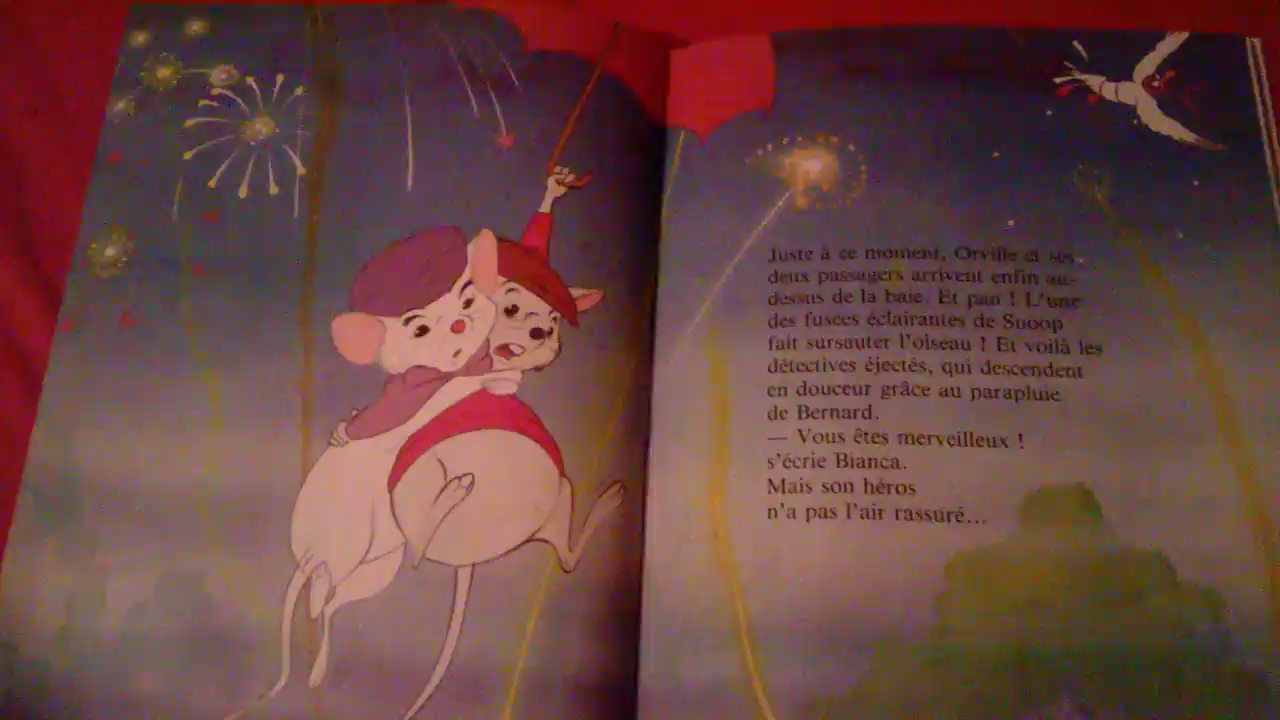 Juste à ce moment, Orville et ses
deux passagers arrivent enfin au-
dessus de la baie. Et pan ! L'une
des fusées éclairantes de Snoop
fait sursauter l'oiseau ! Et voilà les
détectives éjectés, qui descendent
en douceur grâce au parapluie
de Bernard.
— Vous êtes merveilleux !
s'écrie Bianca.
Mais son héros
n'a pas l'air rassuré...